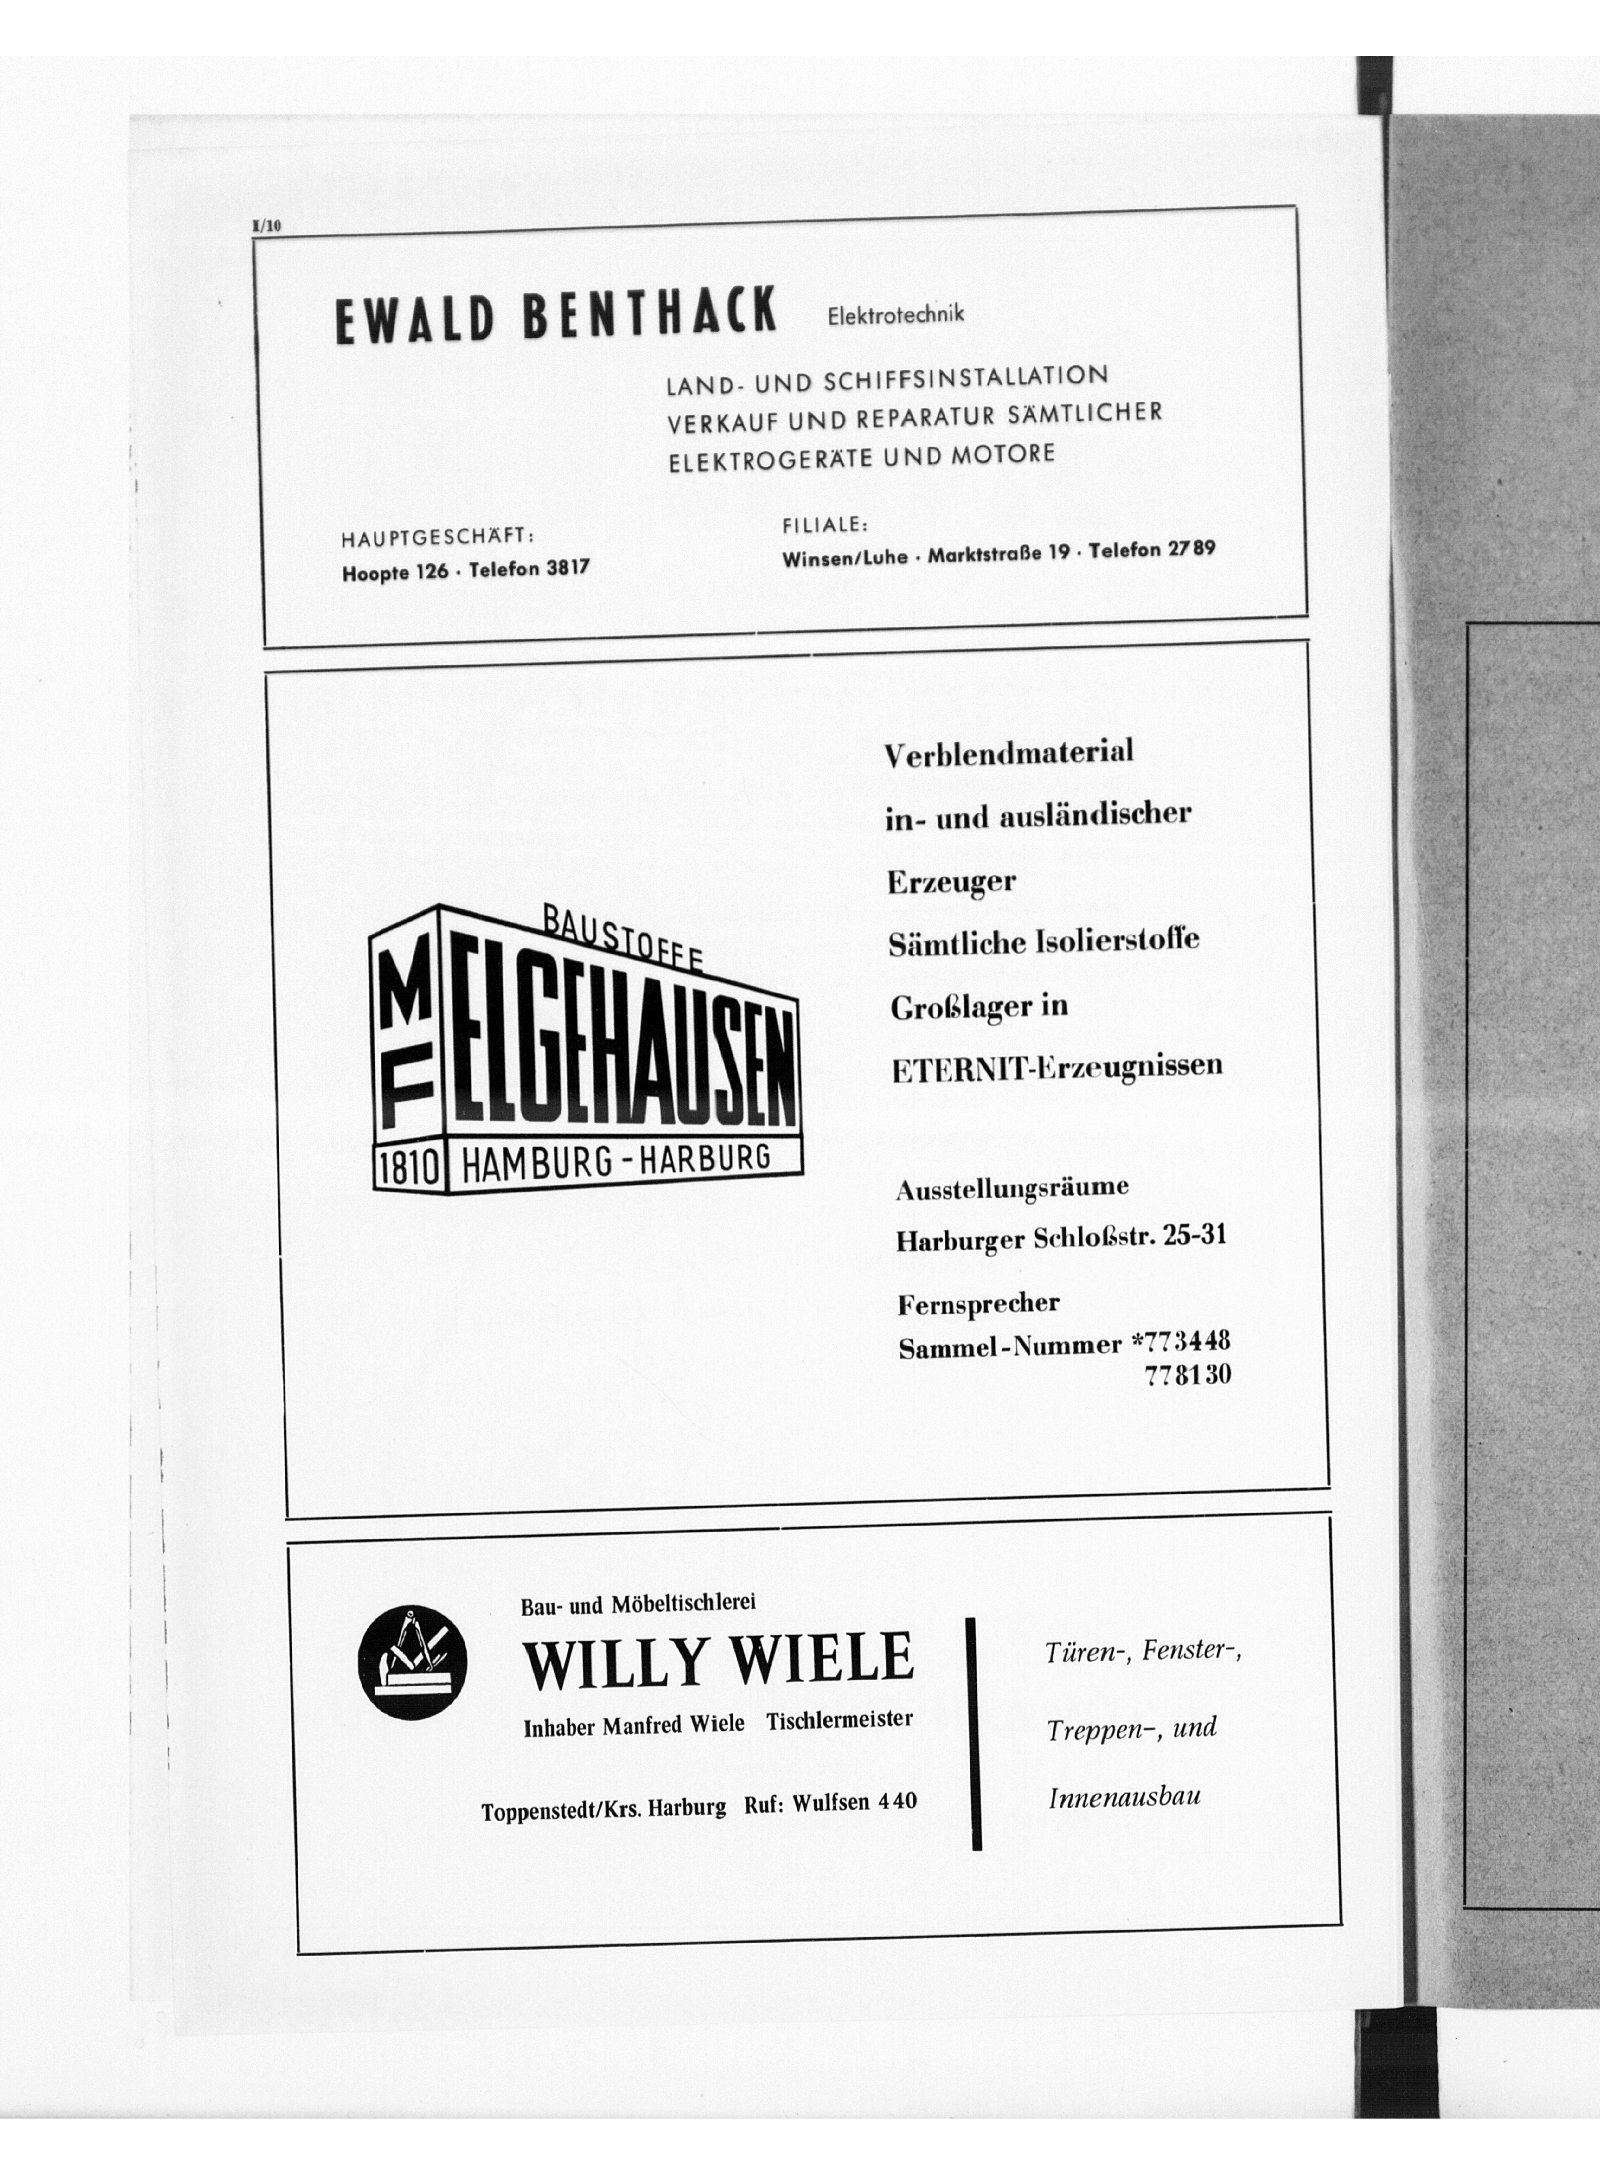 I/10
EWALD BENTHACK Elektrotechnik
LAND- UND SCHIFFSINSTALLATION
VERKAUF UND REPARATUR SÄMTLICHER
ELEKTROGERÄTE UND MOTORE
HAUPTGESCHÄFT:
Hoopte 126 · Telefon 3817
FILIALE:
Winsen/Luhe · Marktstraße 19 · Telefon 2789
BAUSTOFFE
MELGEHAUSEN
F
1810 HAMBURG-HARBURG
Verblendmaterial
in- und ausländischer
Erzeuger
Sämtliche Isolierstoffe
Großlager in
ETERNIT-Erzeugnissen
Ausstellungsräume
Harburger Schloßstr. 25-31
Fernsprecher
Sammel-Nummer *773448
778130
Bau- und Möbeltischlerei
WILLY WIELE
Inhaber Manfred Wiele Tischlermeister
Toppenstedt/Krs. Harburg Ruf: Wulfsen 440
Türen-, Fenster-,
Treppen-, und
Innenausbau